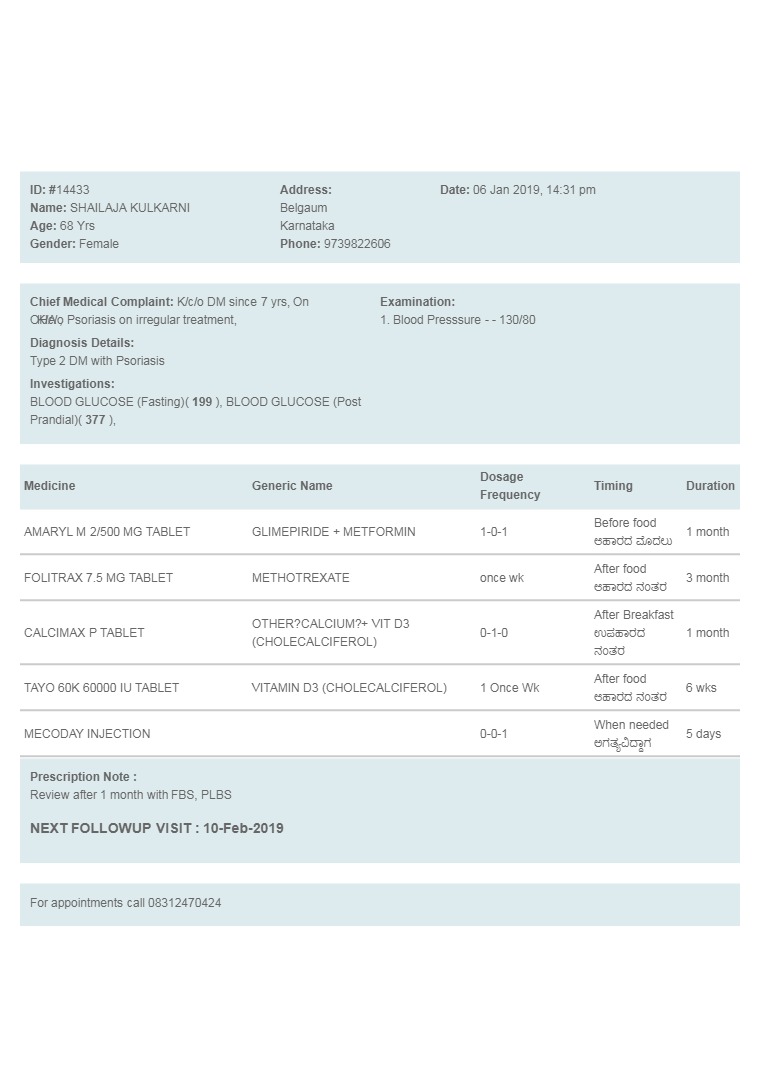 ID: #14433
Name: SHAILAJA KULKARNI
Age: 68 Yrs
Gender: Female
Address:
Belgaum
Karnataka
Phone: 9739822606
Date: 06 Jan 2019, 14:31 pm
Chief Medical Complaint: K/c/o DM since 7 yrs, On
Psoriasis on irregular treatment,
Diagnosis Details:
Type 2 DM with Psoriasis
Investigations:
BLOOD GLUCOSE (Fasting)( 199 ), BLOOD GLUCOSE (Post
Prandial)( 377 ),
Examination:
1. Blood Presssure - - 130/80
Medicine Generic Name Dosage Frequency Timing Duration
AMARYL M 2/500 MG TABLET GLIMEPIRIDE + METFORMIN 1-0-1 Before food 1 month
ಆಹಾರದ ಮೊದಲು
FOLITRAX 7.5 MG TABLET METHOTREXATE once wk After food 3 month
ಆಹಾರದ ನಂತರ
CALCIMAX P TABLET OTHER?CALCIUM?+ VIT D3 (CHOLECALCIFEROL) 0-1-0 After Breakfast 1 month
ಉಪಹಾರದ
ನಂತರ
TAYO 60K 60000 IU TABLET VITAMIN D3 (CHOLECALCIFEROL) 1 Once Wk After food 6 wks
ಆಹಾರದ ನಂತರ
MECODAY INJECTION 0-0-1 When needed 5 days
ಅಗತ್ಯವಿದ್ದಾಗ
Prescription Note :
Review after 1 month with FBS, PLBS
NEXT FOLLOWUP VISIT : 10-Feb-2019
For appointments call 08312470424